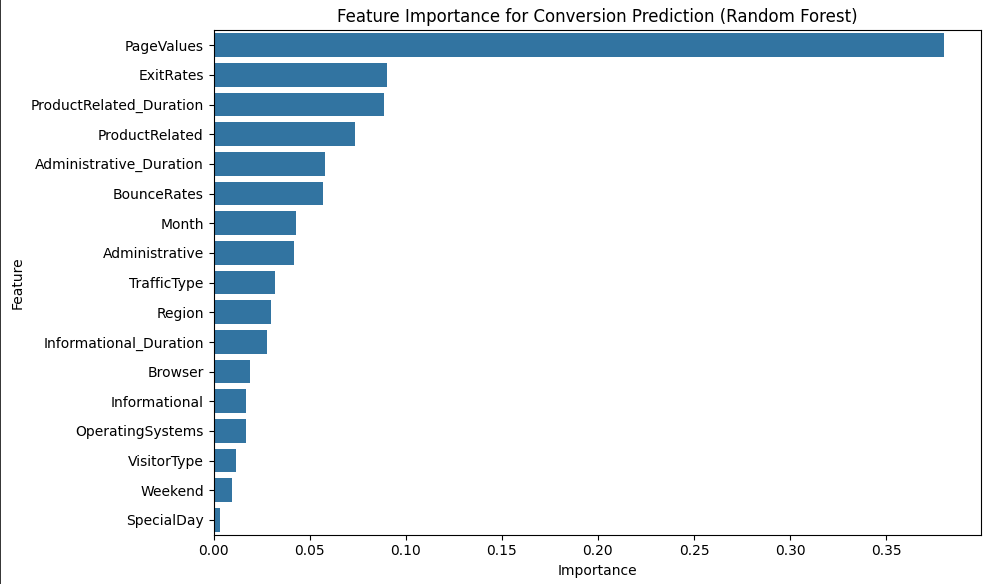 Feature Importance for Conversion Prediction (Random Forest)
PageValues
ExitRates
ProductRelated_Duration
ProductRelated
Administrative_Duration
BounceRates
Month
Administrative
TrafficType
Region
Informational_Duration
Browser
Informational
OperatingSystems
VisitorType
Weekend
SpecialDay
Feature
0.00 0.05 0.10 0.15 0.20 0.25 0.30 0.35
Importance